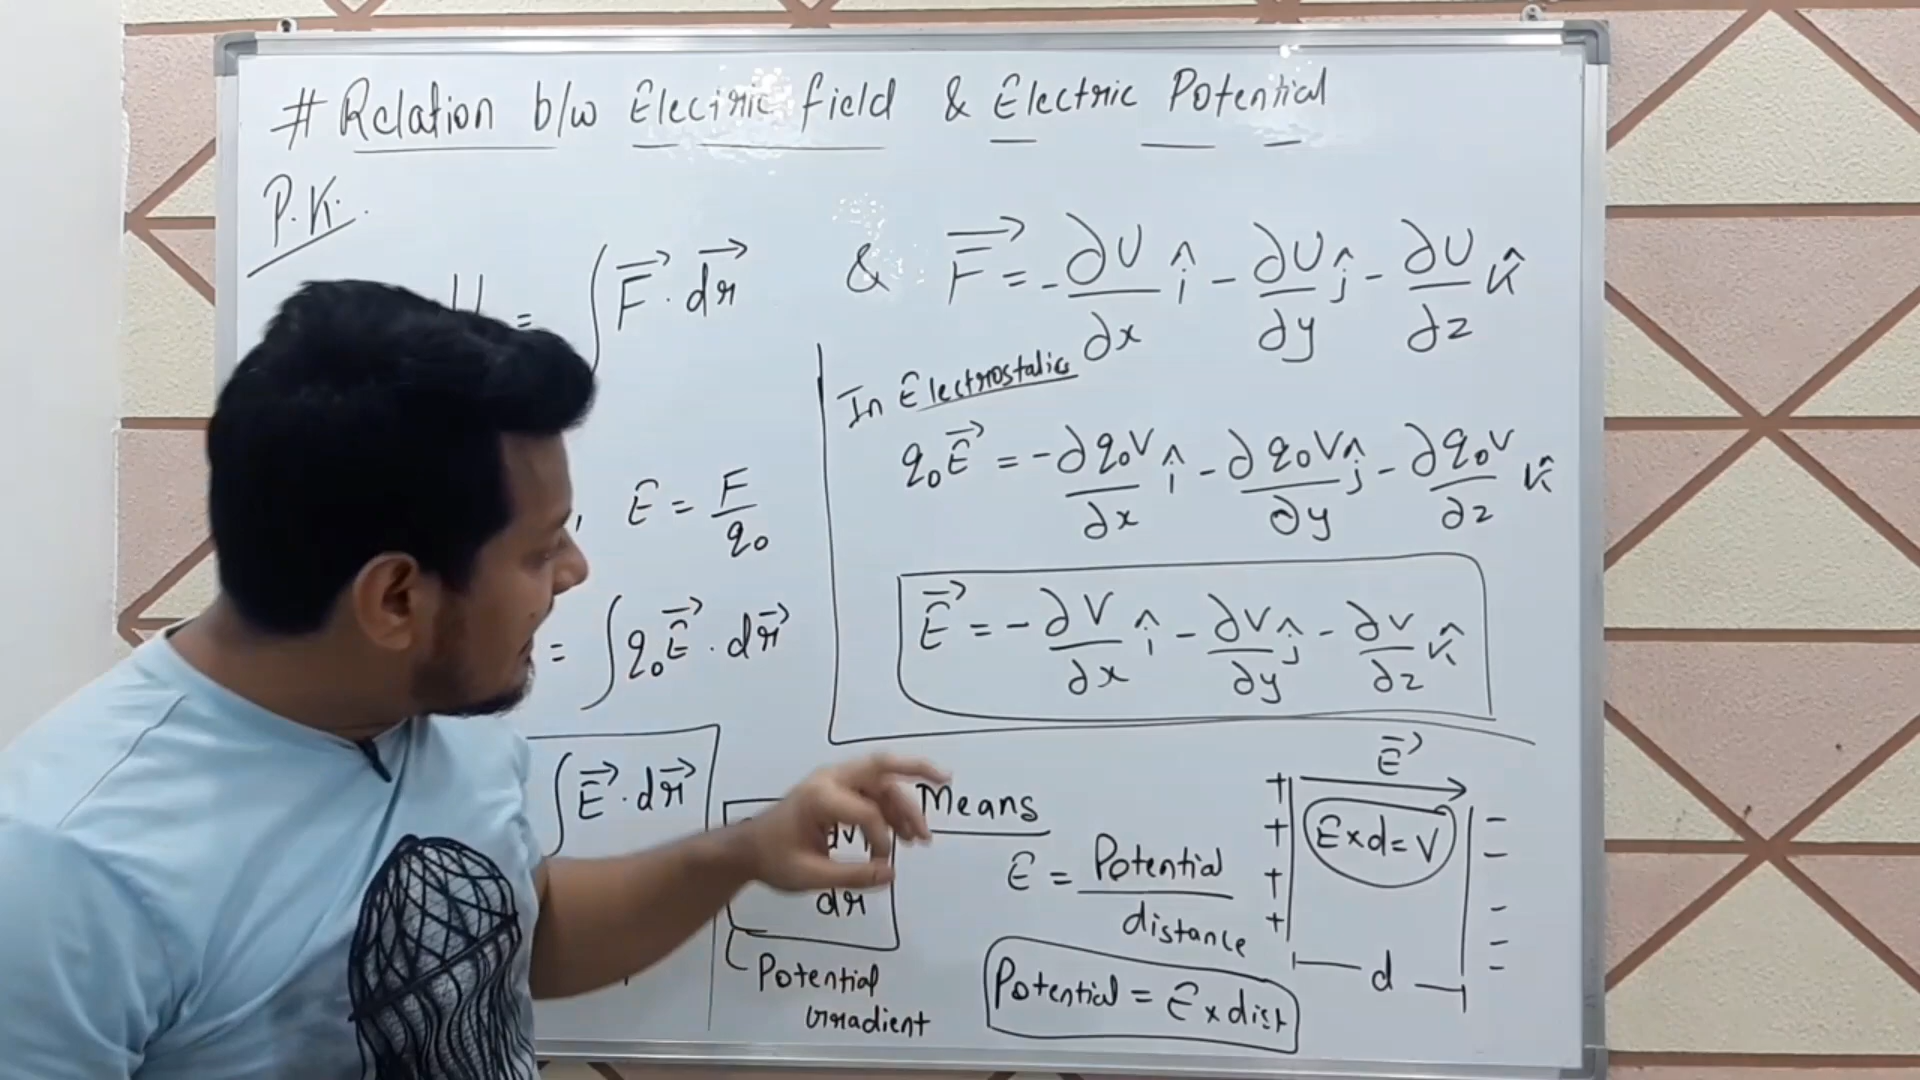 # Relation b/w Electric field & Electric Potential
P.K.
= ∫ F⃗ . dr⃗ & F⃗ = -∂U/∂x î - ∂U/∂y ĵ - ∂U/∂z k̂
In Electrostatics
q₀E⃗ = -∂q₀V/∂x î - ∂q₀V/∂y ĵ - ∂q₀V/∂z k̂
, E = F/q₀
E⃗ = -∂V/∂x î - ∂V/∂y ĵ - ∂V/∂z k̂
= ∫ q₀E⃗ . dr⃗
∫ E⃗ . dr⃗
dV/dr
Potential
Gradient
Means
E = Potential/distance
Potential = E x dist
E⃗
+ + + +
E x d = V
- - - - -
d